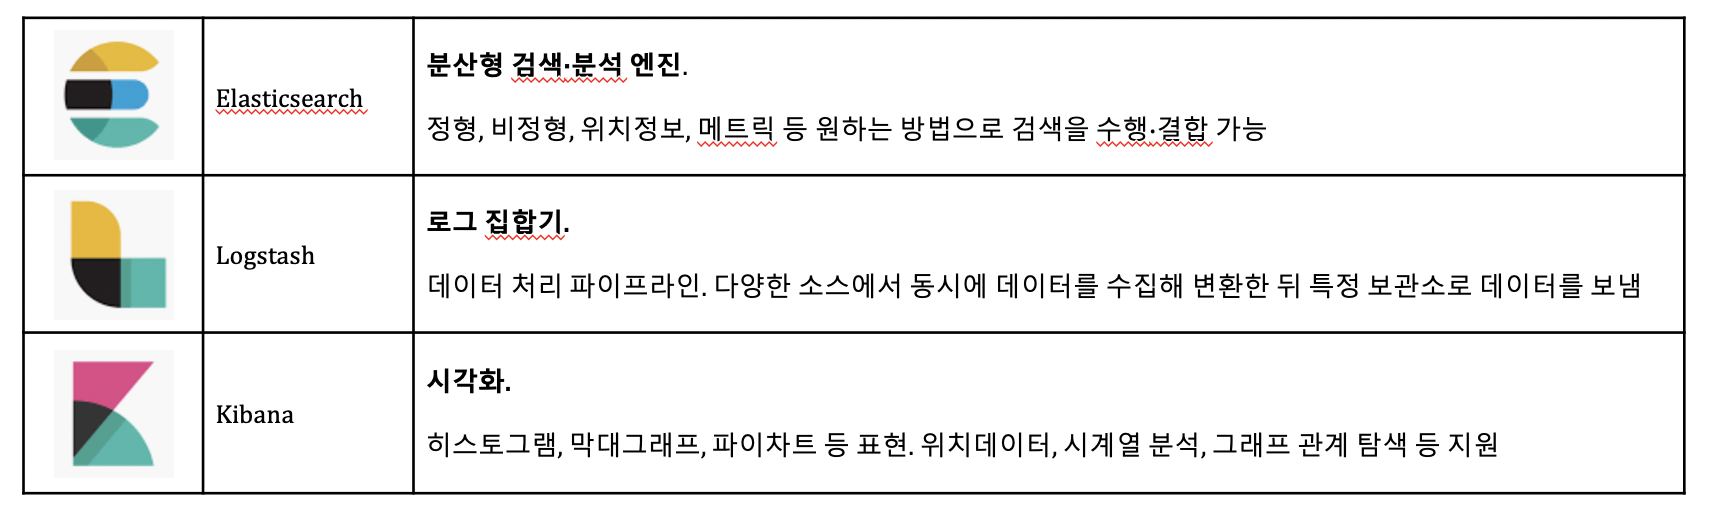 Elasticsearch
분산형 검색·분석 엔진.
정형, 비정형, 위치정보, 메트릭 등 원하는 방법으로 검색을 수행·결합 가능
Logstash
로그 집합기.
데이터 처리 파이프라인. 다양한 소스에서 동시에 데이터를 수집해 변환한 뒤 특정 보관소로 데이터를 보냄
Kibana
시각화.
히스토그램, 막대그래프, 파이차트 등 표현. 위치데이터, 시계열 분석, 그래프 관계 탐색 등 지원